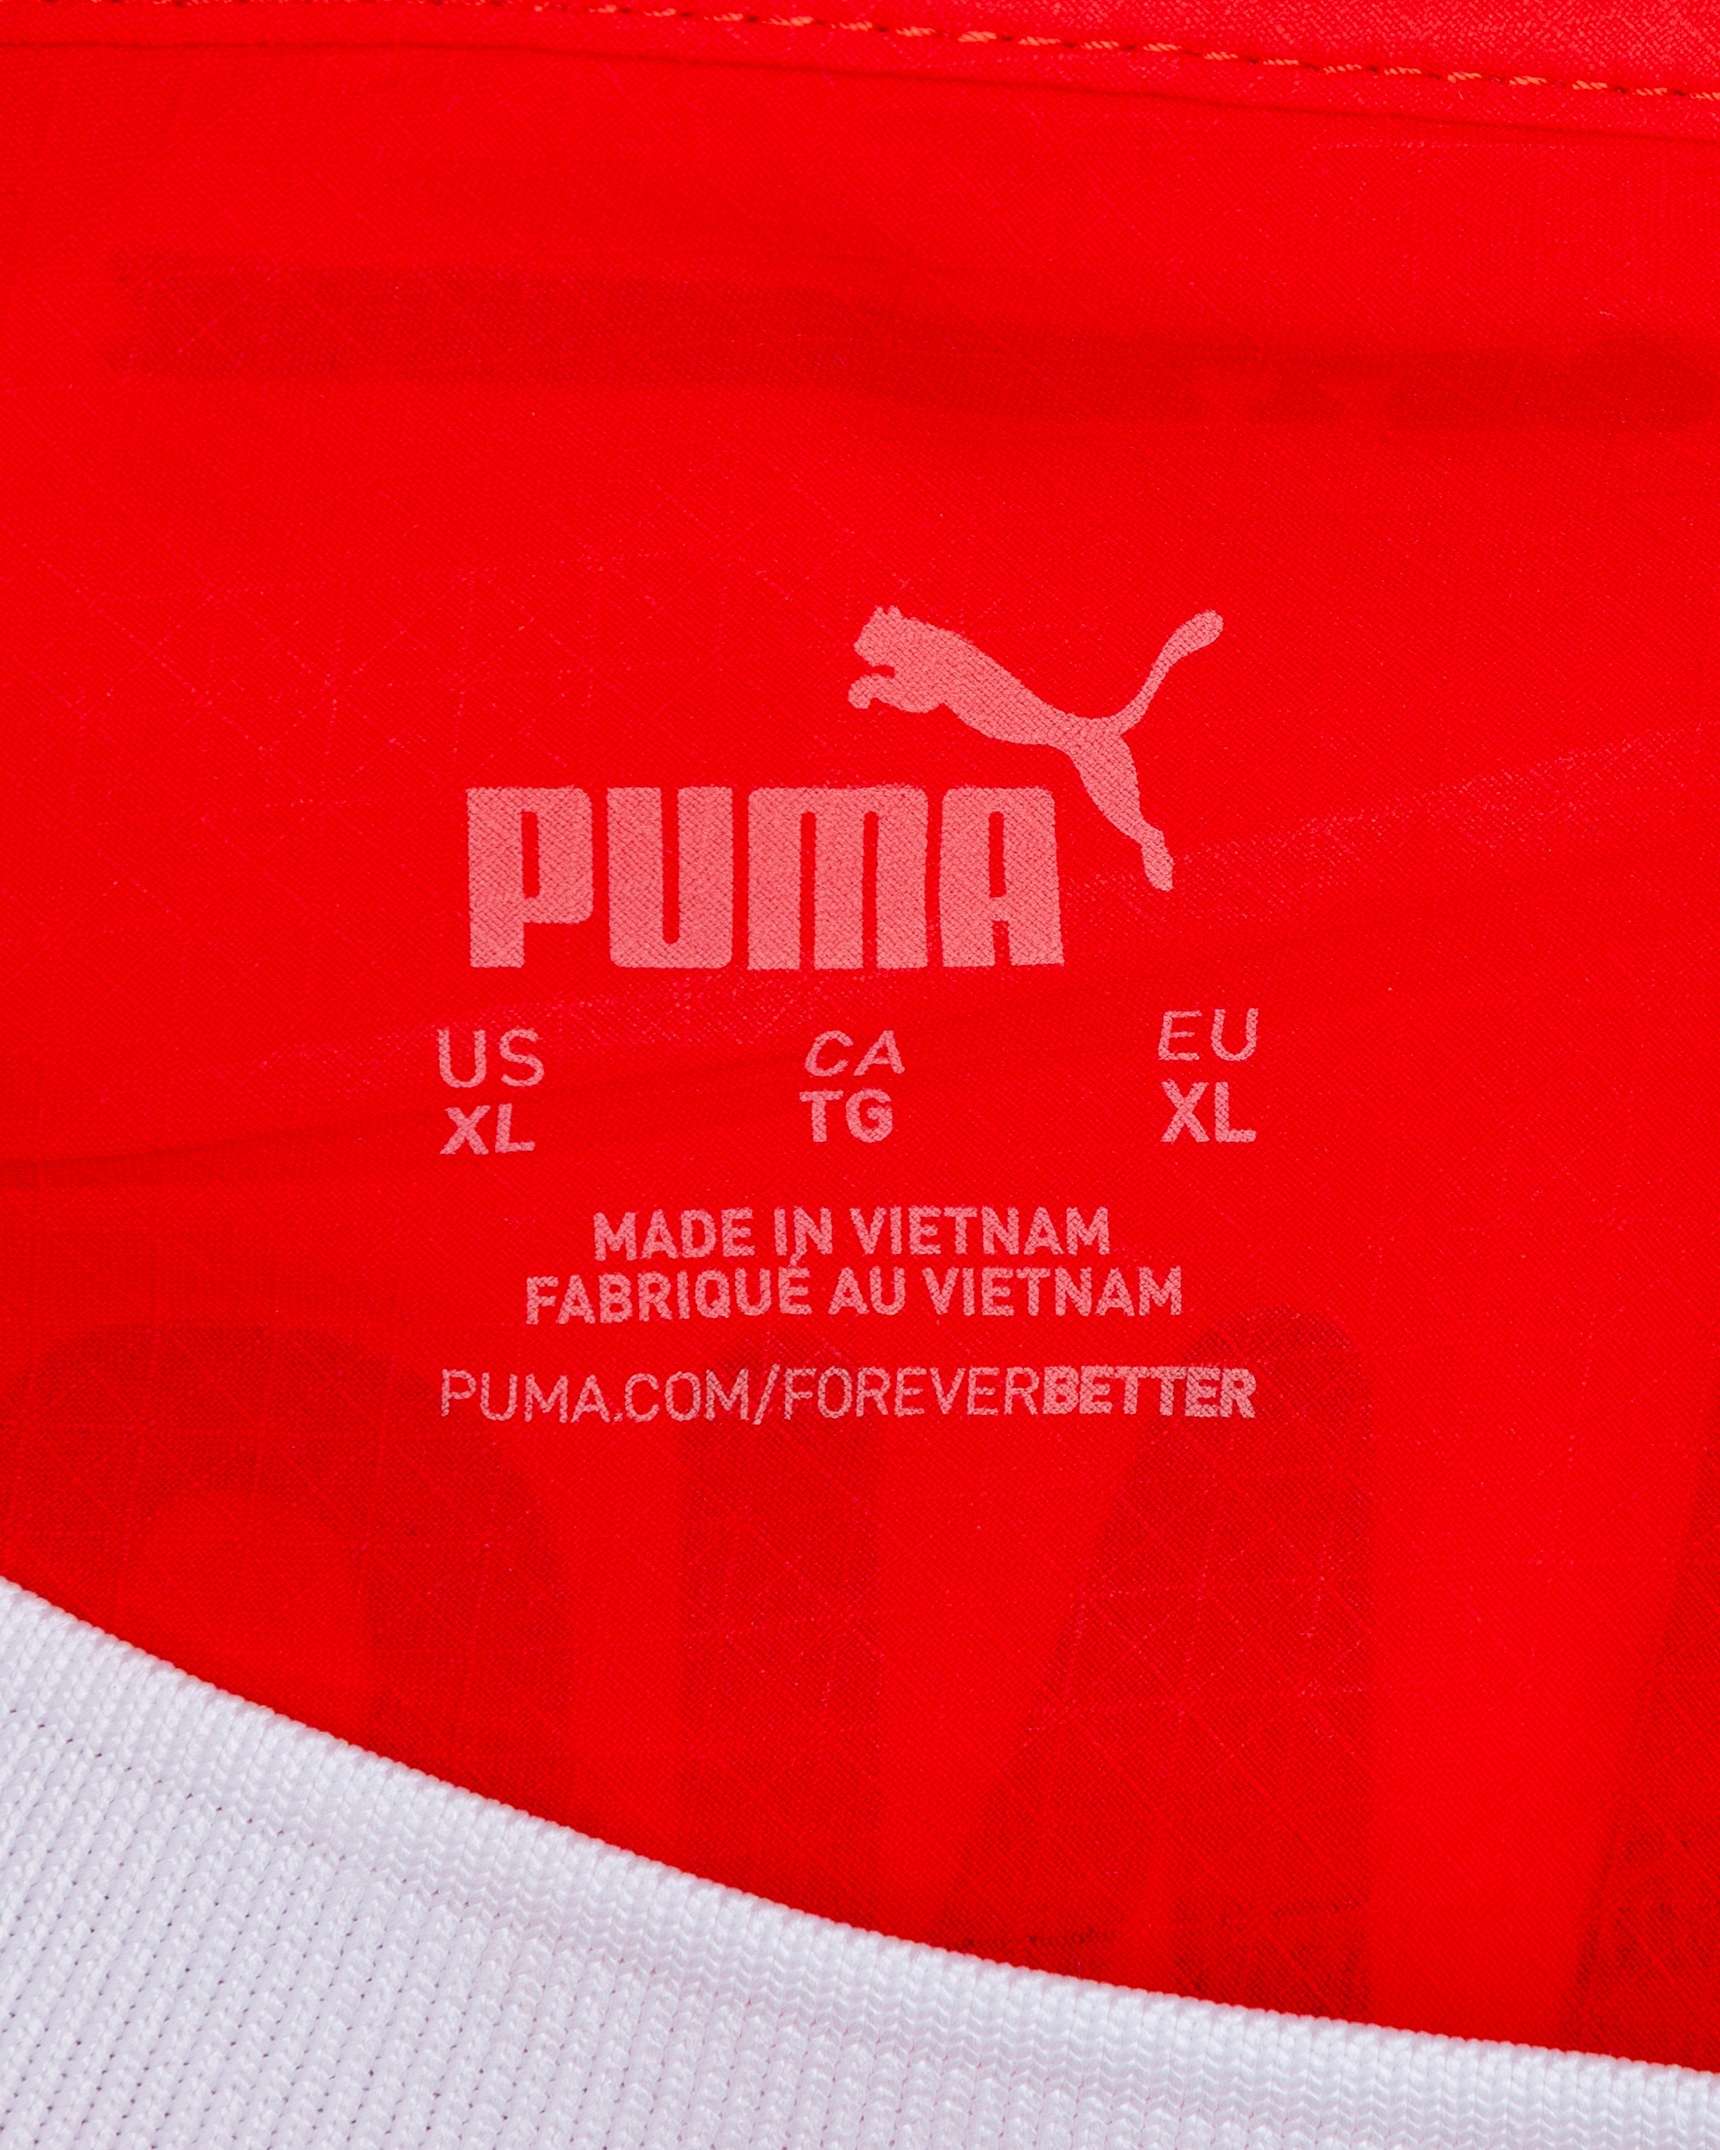 PUMA
US CA EU
XL TG XL
MADE IN VIETNAM
FABRIQUÉ AU VIETNAM
PUMA.COM/FOREVERBETTER